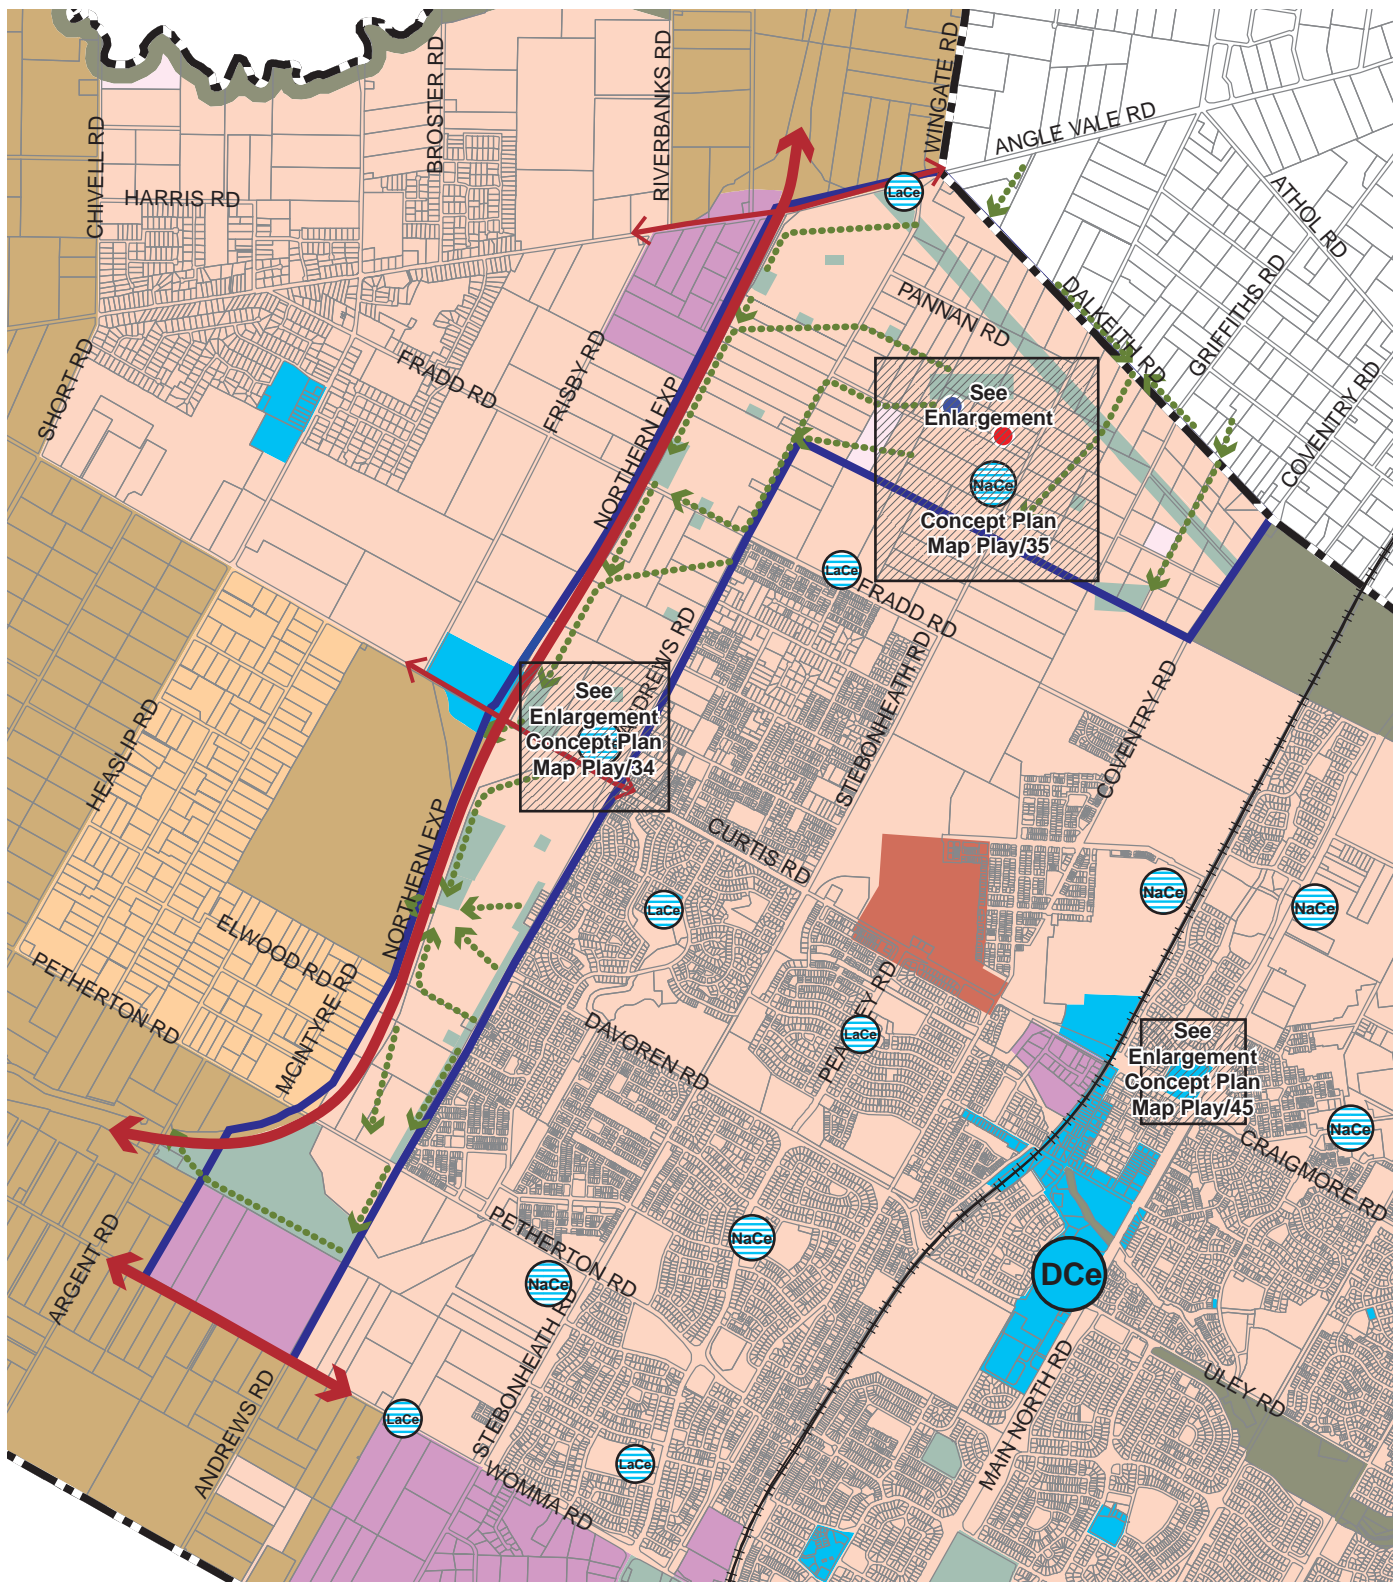 WINGATE RD
ANGLE VALE RD
CHIVELL RD
BROSTER RD
RIVERBANKS RD
HARRIS RD
LaCe
ATHOL RD
DALKEITH RD
GRIFFITHS RD
COVENTRY RD
PANNAN RD
SHORT RD
FRADD RD
FRISBY RD
NORTHERN EXP
See
Enlargement
NaCe
Concept Plan
Map Play/35
LaCe
FRADD RD
ANDREWS RD
See
Enlargement
Concept Plan
Map Play/34
STEBONHEATH RD
COVENTRY RD
HEASLIP RD
NORTHERN EXP
CURTIS RD
LaCe
NaCe
NaCe
ELWOOD RD
PETHERTON RD
MCINTYRE RD
DAVOREN RD
PEACHEY RD
LaCe
See
Enlargement
Concept Plan
Map Play/45
NaCe
CRAIGMORE RD
ARGENT RD
PETHERTON RD
NaCe
NaCe
DCe
STEBONHEATH RD
ANDREWS RD
LaCe
LaCe
WOMMA RD
MAIN NORTH RD
ULEY RD